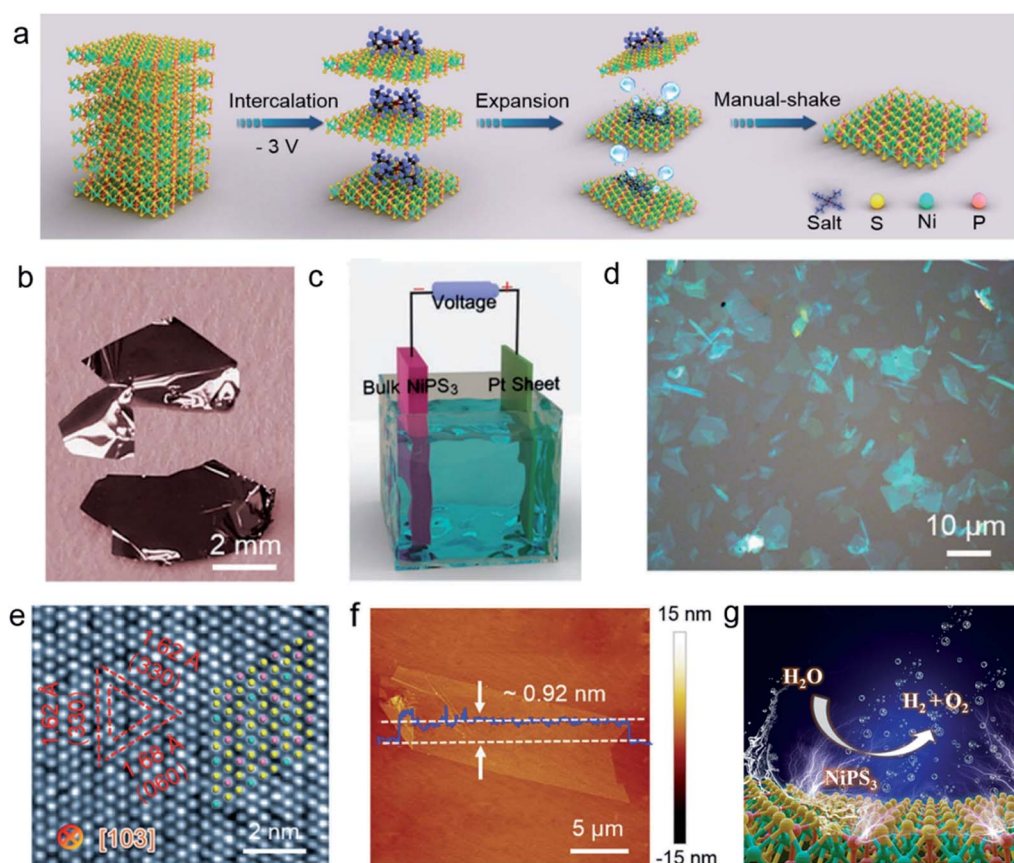 a
Intercalation
- 3 V
Expansion
Manual-shake
Salt S Ni P
b
2 mm
c
− +
Voltage
Bulk NiPS₃ Pt Sheet
d
10 μm
e
1.62 Å
(330)
1.62 Å
(330)
1.66 Å
(060)
[103]
2 nm
f
15 nm
~ 0.92 nm
5 μm
-15 nm
g
H₂O
H₂ + O₂
NiPS₃